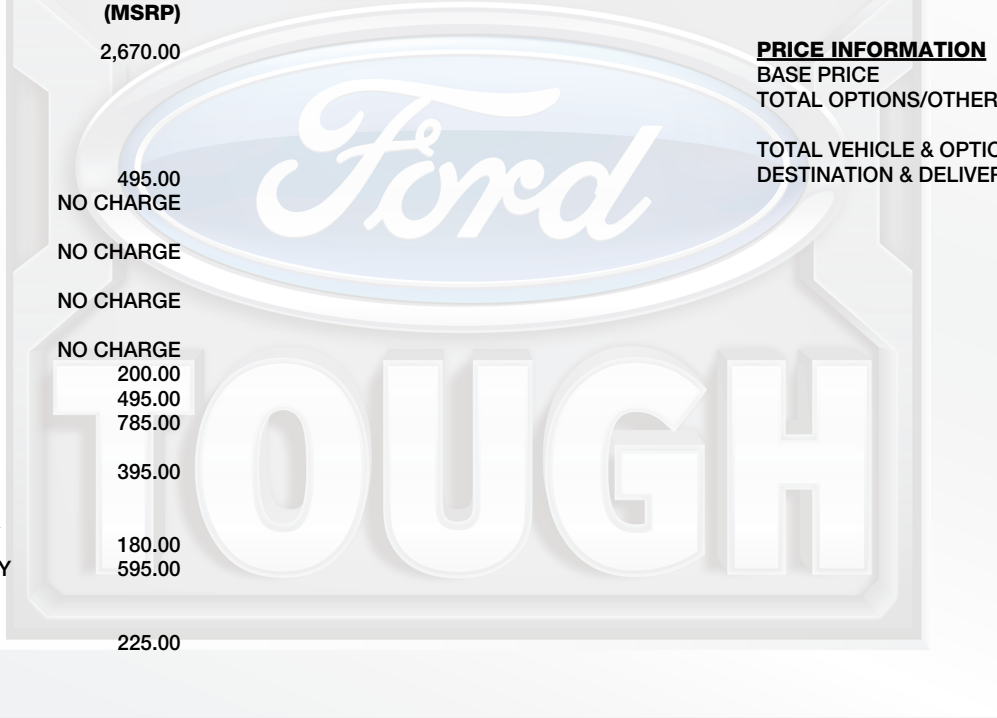 (MSRP)
2,670.00
495.00
NO CHARGE
NO CHARGE
NO CHARGE
NO CHARGE
200.00
495.00
785.00
395.00
180.00
Y 595.00
225.00
PRICE INFORMATION
BASE PRICE
TOTAL OPTIONS/OTHER
TOTAL VEHICLE & OPTIO
DESTINATION & DELIVER
Ford
TOUGH